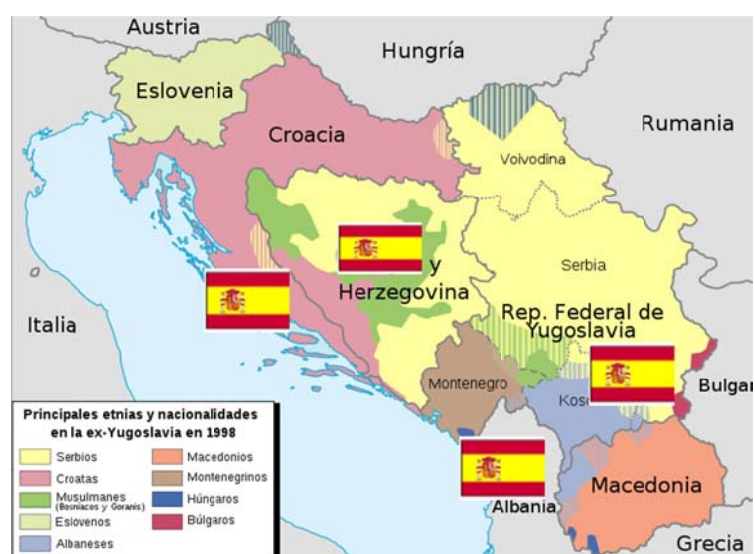 Austria
Hungría
Eslovenia
Rumania
Croacia
Voivodina
y
Herzegovina
Serbia
Italia
Rep. Federal de
Yugoslavia
Montenegro
Kos
Bulgar
Albania
Macedonia
Grecia
Principales etnias y nacionalidades
en la ex-Yugoslavia en 1998
Serbios
Croatas
Musulmanes
(Bosniacos y Goranis)
Eslovenos
Albaneses
Macedonios
Montenegrinos
Húngaros
Búlgaros